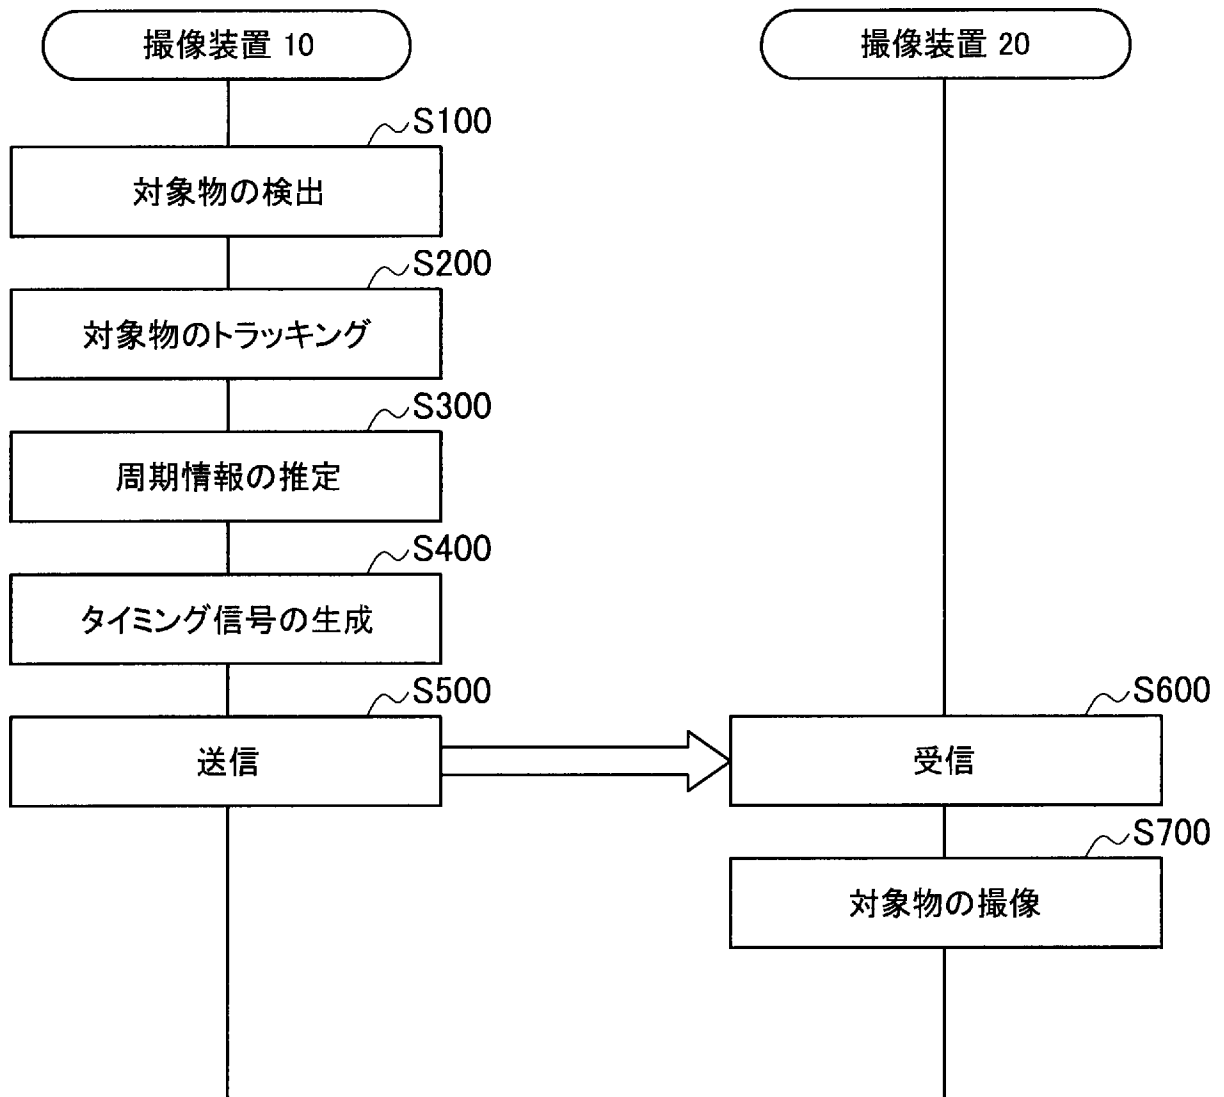 撮像装置 10
撮像装置 20
S100
対象物の検出
S200
対象物のトラッキング
S300
周期情報の推定
S400
タイミング信号の生成
S500
送信
S600
受信
S700
対象物の撮像